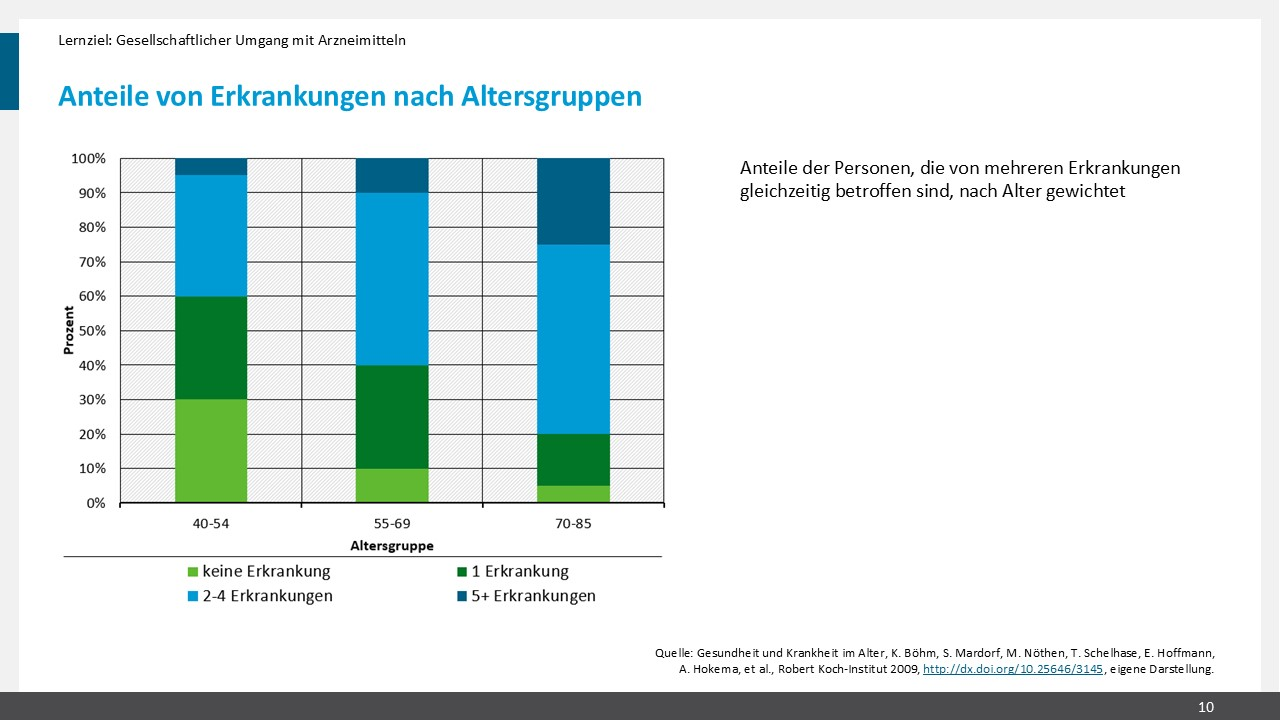 Lernziel: Gesellschaftlicher Umgang mit Arzneimitteln
Anteile von Erkrankungen nach Altersgruppen
100%
90%
80%
70%
60%
50%
40%
30%
20%
10%
0%
Prozent
40-54
55-69
70-85
Altersgruppe
keine Erkrankung
1 Erkrankung
2-4 Erkrankungen
5+ Erkrankungen
Anteile der Personen, die von mehreren Erkrankungen
gleichzeitig betroffen sind, nach Alter gewichtet
Quelle: Gesundheit und Krankheit im Alter, K. Böhm, S. Mardorf, M. Nöthen, T. Schelhase, E. Hoffmann,
A. Hokema, et al., Robert Koch-Institut 2009, http://dx.doi.org/10.25646/3145, eigene Darstellung.
10